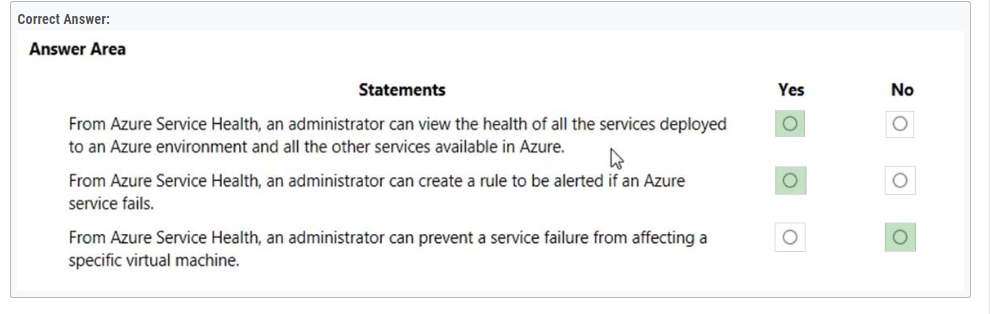 Correct Answer:
Answer Area
Statements Yes No
From Azure Service Health, an administrator can view the health of all the services deployed
to an Azure environment and all the other services available in Azure.
From Azure Service Health, an administrator can create a rule to be alerted if an Azure
service fails.
From Azure Service Health, an administrator can prevent a service failure from affecting a
specific virtual machine.